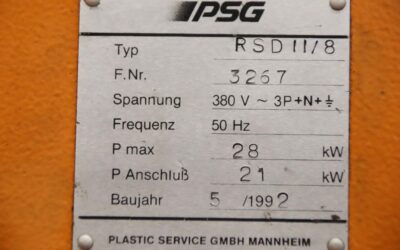 PSG
Typ RSD II/8
F.Nr. 3267
Spannung 380 V ~ 3P+N+⏚
Frequenz 50 Hz
P max 28 kW
P Anschluß 21 kW
Baujahr 5 /1992
PLASTIC SERVICE GMBH MANNHEIM